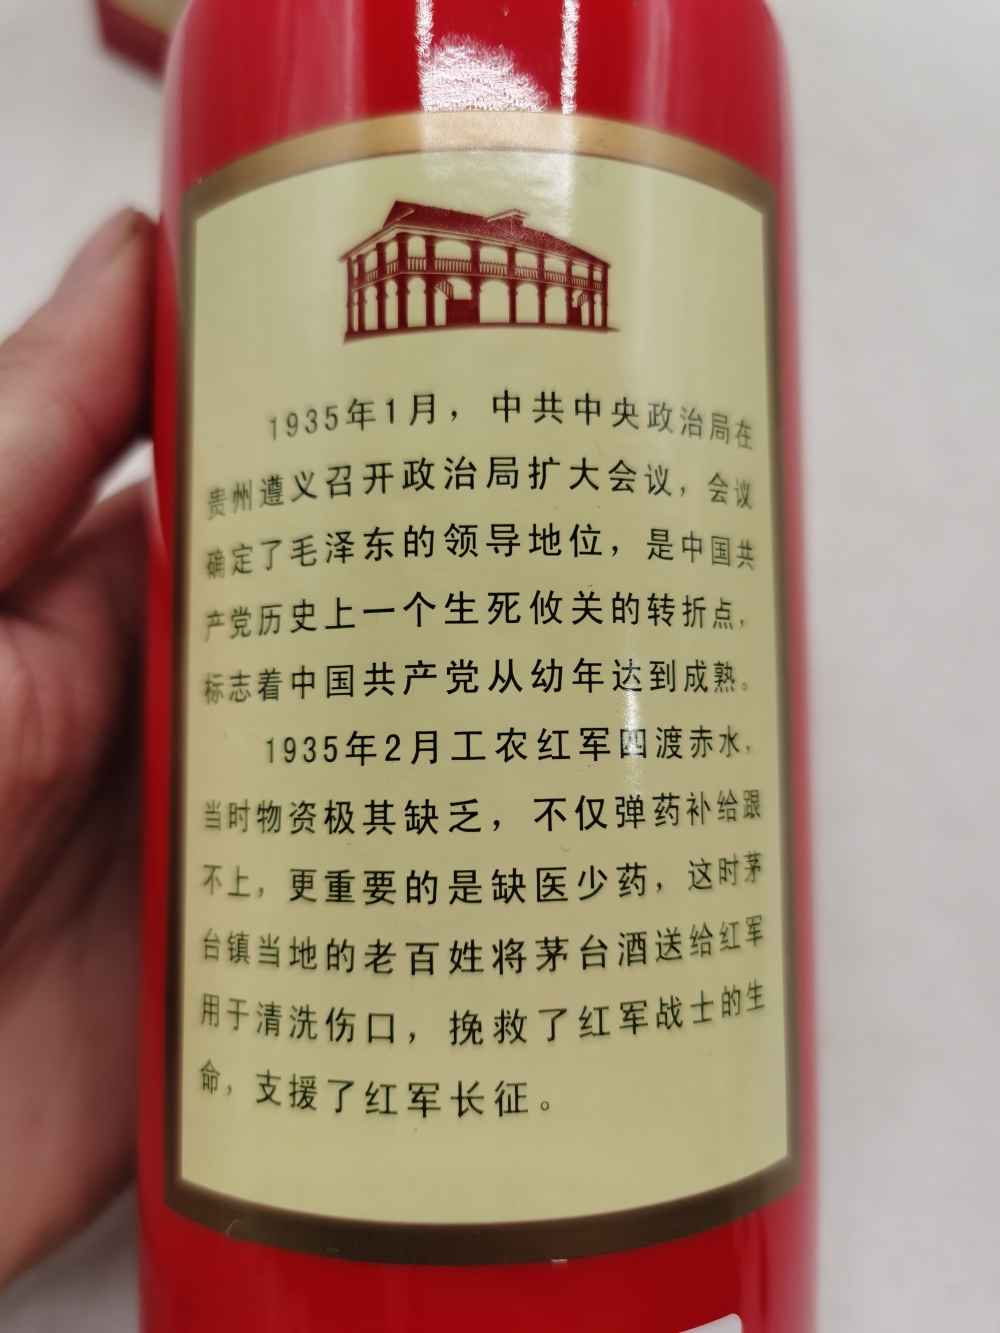 1935年1月，中共中央政治局在
贵州遵义召开政治局扩大会议，会议
确定了毛泽东的领导地位，是中国共
产党历史上一个生死攸关的转折点，
标志着中国共产党从幼年达到成熟。
1935年2月工农红军四渡赤水，
当时物资极其缺乏，不仅弹药补给跟
不上，更重要的是缺医少药，这时茅
台镇当地的老百姓将茅台酒送给红军
用于清洗伤口，挽救了红军战士的生
命，支援了红军长征。